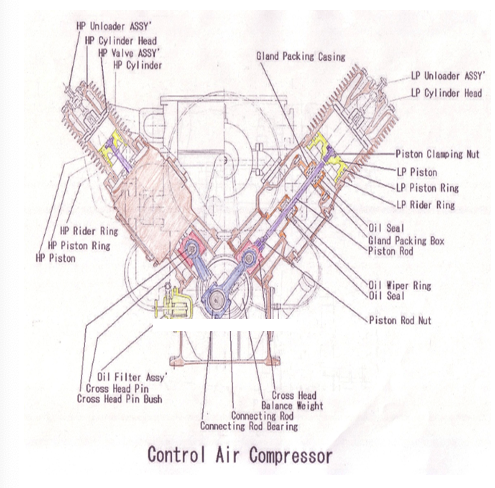 HP Unloader ASSY'
HP Cylinder Head
HP Valve ASSY'
HP Cylinder
Gland Packing Casing
LP Unloader ASSY'
LP Cylinder Head
Piston Clamping Nut
LP Piston
LP Piston Ring
LP Rider Ring
HP Rider Ring
HP Piston Ring
HP Piston
Oil Seal
Gland Packing Box
Piston Rod
Oil Wiper Ring
Oil Seal
Piston Rod Nut
Oil Filter Assy'
Cross Head Pin
Cross Head Pin Bush
Cross Head
Balance Weight
Connecting Rod
Connecting Rod Bearing
Control Air Compressor